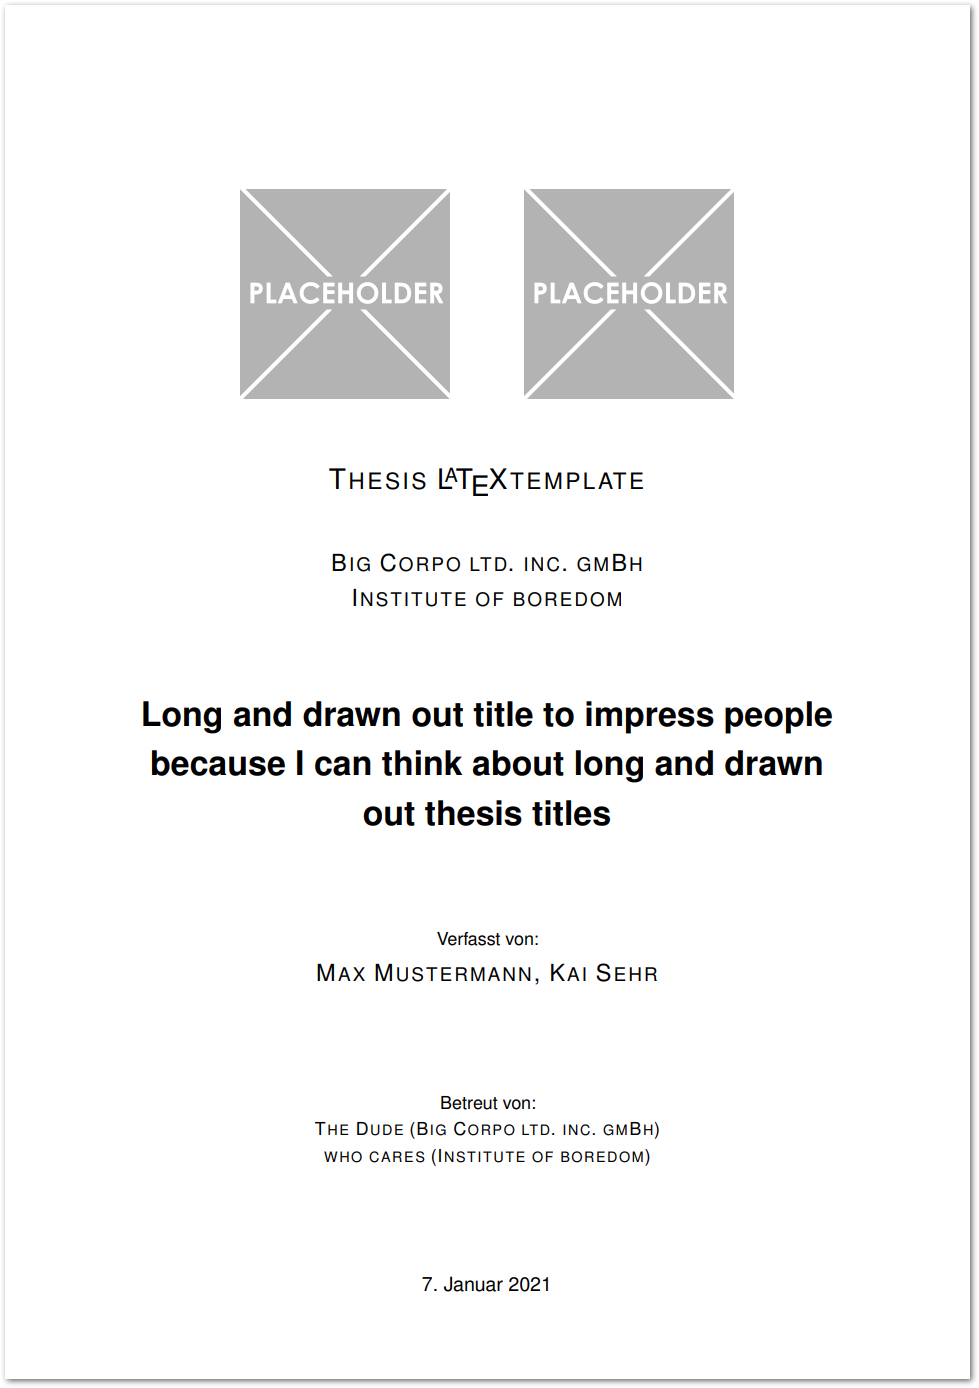 PLACEHOLDER PLACEHOLDER
THESIS LATEXTEMPLATE
BIG CORPO LTD. INC. GMBH
INSTITUTE OF BOREDOM
Long and drawn out title to impress people
because I can think about long and drawn
out thesis titles
Verfasst von:
MAX MUSTERMANN, KAI SEHR
Betreut von:
THE DUDE (BIG CORPO LTD. INC. GMBH)
WHO CARES (INSTITUTE OF BOREDOM)
7. Januar 2021